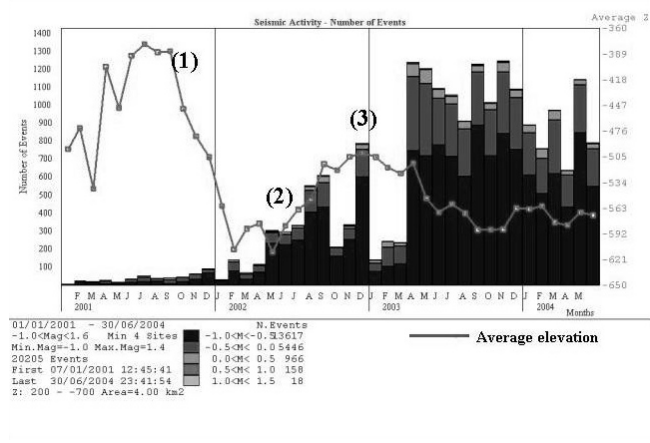 Seismic Activity - Number of Events
Average Z
Number of Events
1400
1300
1200
1100
1000
900
800
700
600
500
400
300
200
100
-360
-389
-418
-447
-476
-505
-534
-563
-592
-621
-650
(1)
(2)
(3)
F M A M J J A S O N D J F M A M J J A S O N D J F M A M J J A S O N D J F M A M
2001 2002 2003 2004
Months
01/01/2001 - 30/06/2004
-1.0<Mag<1.6 Min 4 Sites
Min.Mag=-1.0 Max.Mag=1.4
20205 Events
First 07/01/2001 12:45:41
Last 30/06/2004 23:41:54
Z: 200 - -700 Area=4.00 km2
N.Events
-1.0<M<-0.5 13617
-0.5<M< 0.0 5446
0.0<M< 0.5 966
0.5<M< 1.0 158
1.0<M< 1.5 18
Average elevation